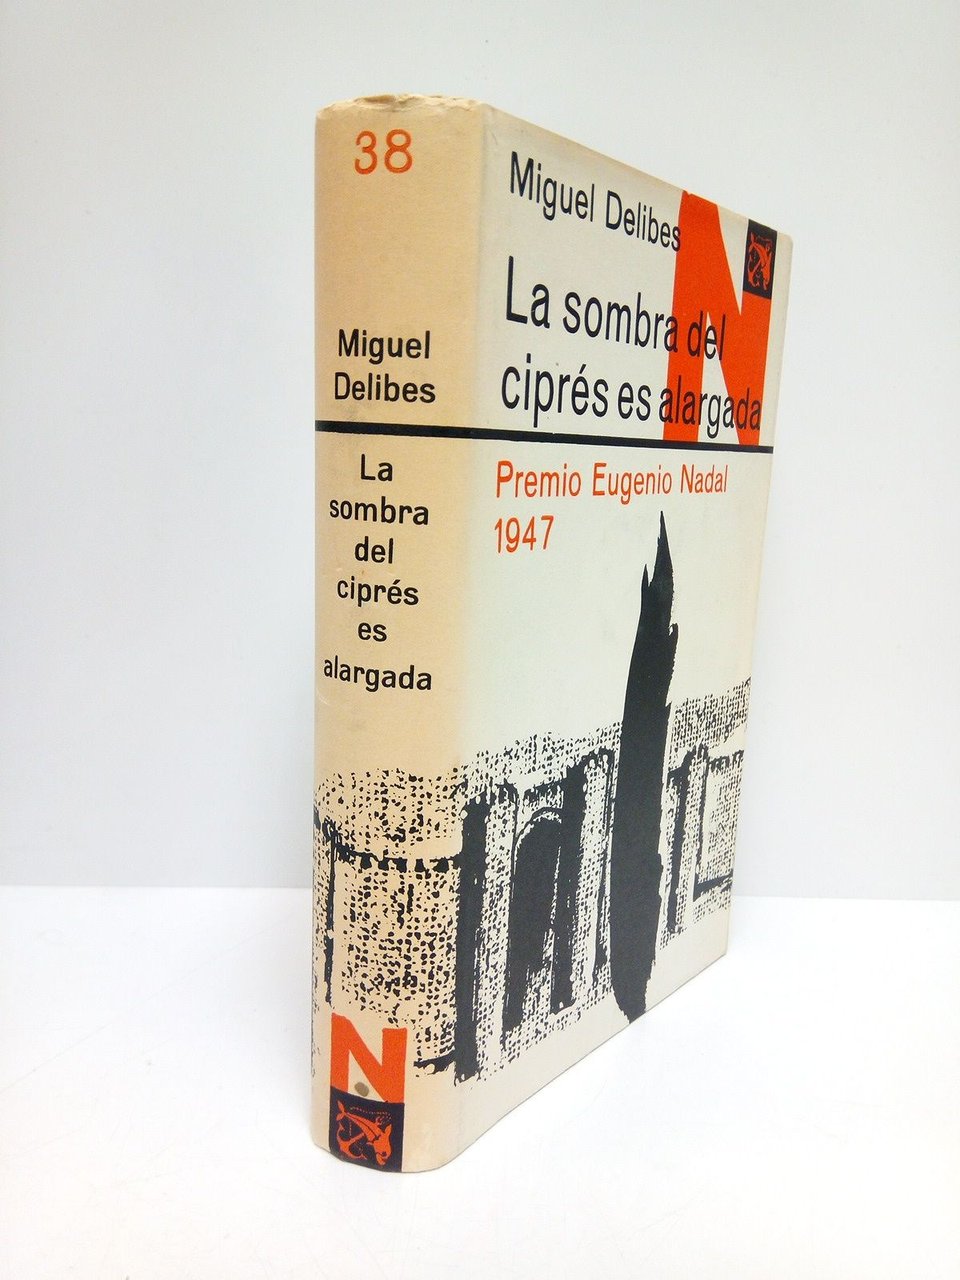 38
Miguel
Delibes
La
sombra
del
ciprés
es
alargada
N
Miguel Delibes
N
La sombra del
ciprés es alargada
Premio Eugenio Nadal
1947